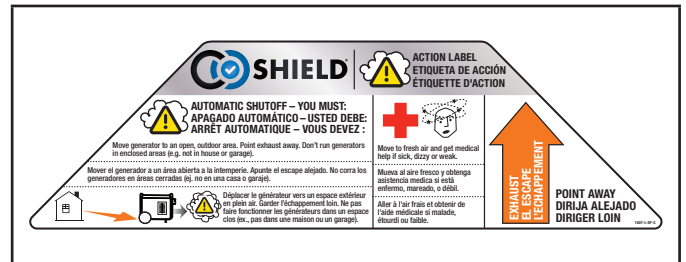 CO SHIELD®
ACTION LABEL
ETIQUETA DE ACCIÓN
ÉTIQUETTE D'ACTION
AUTOMATIC SHUTOFF – YOU MUST:
APAGADO AUTOMÁTICO – USTED DEBE:
ARRÊT AUTOMATIQUE – VOUS DEVEZ :
Move generator to an open, outdoor area. Point exhaust away. Don't run generators
in enclosed areas (e.g. not in house or garage).
Mover el generador a un área abierta a la intemperie. Apunte el escape alejado. No corra los
generadores en áreas cerradas (ej. no en una casa o garaje).
Déplacer le générateur vers un espace extérieur
en plein air. Garder l'échappement loin. Ne pas
faire fonctionner les générateurs dans un espace
clos (ex., pas dans une maison ou un garage).
Move to fresh air and get medical
help if sick, dizzy or weak.
Mueva al aire fresco y obtenga
asistencia medica si está
enfermo, mareado, o débil.
Aller à l'air frais et obtenir de
l'aide médicale si malade,
étourdi ou faible.
EXHAUST
EL ESCAPE
L'ÉCHAPPEMENT
POINT AWAY
DIRIJA ALEJADO
DIRIGER LOIN